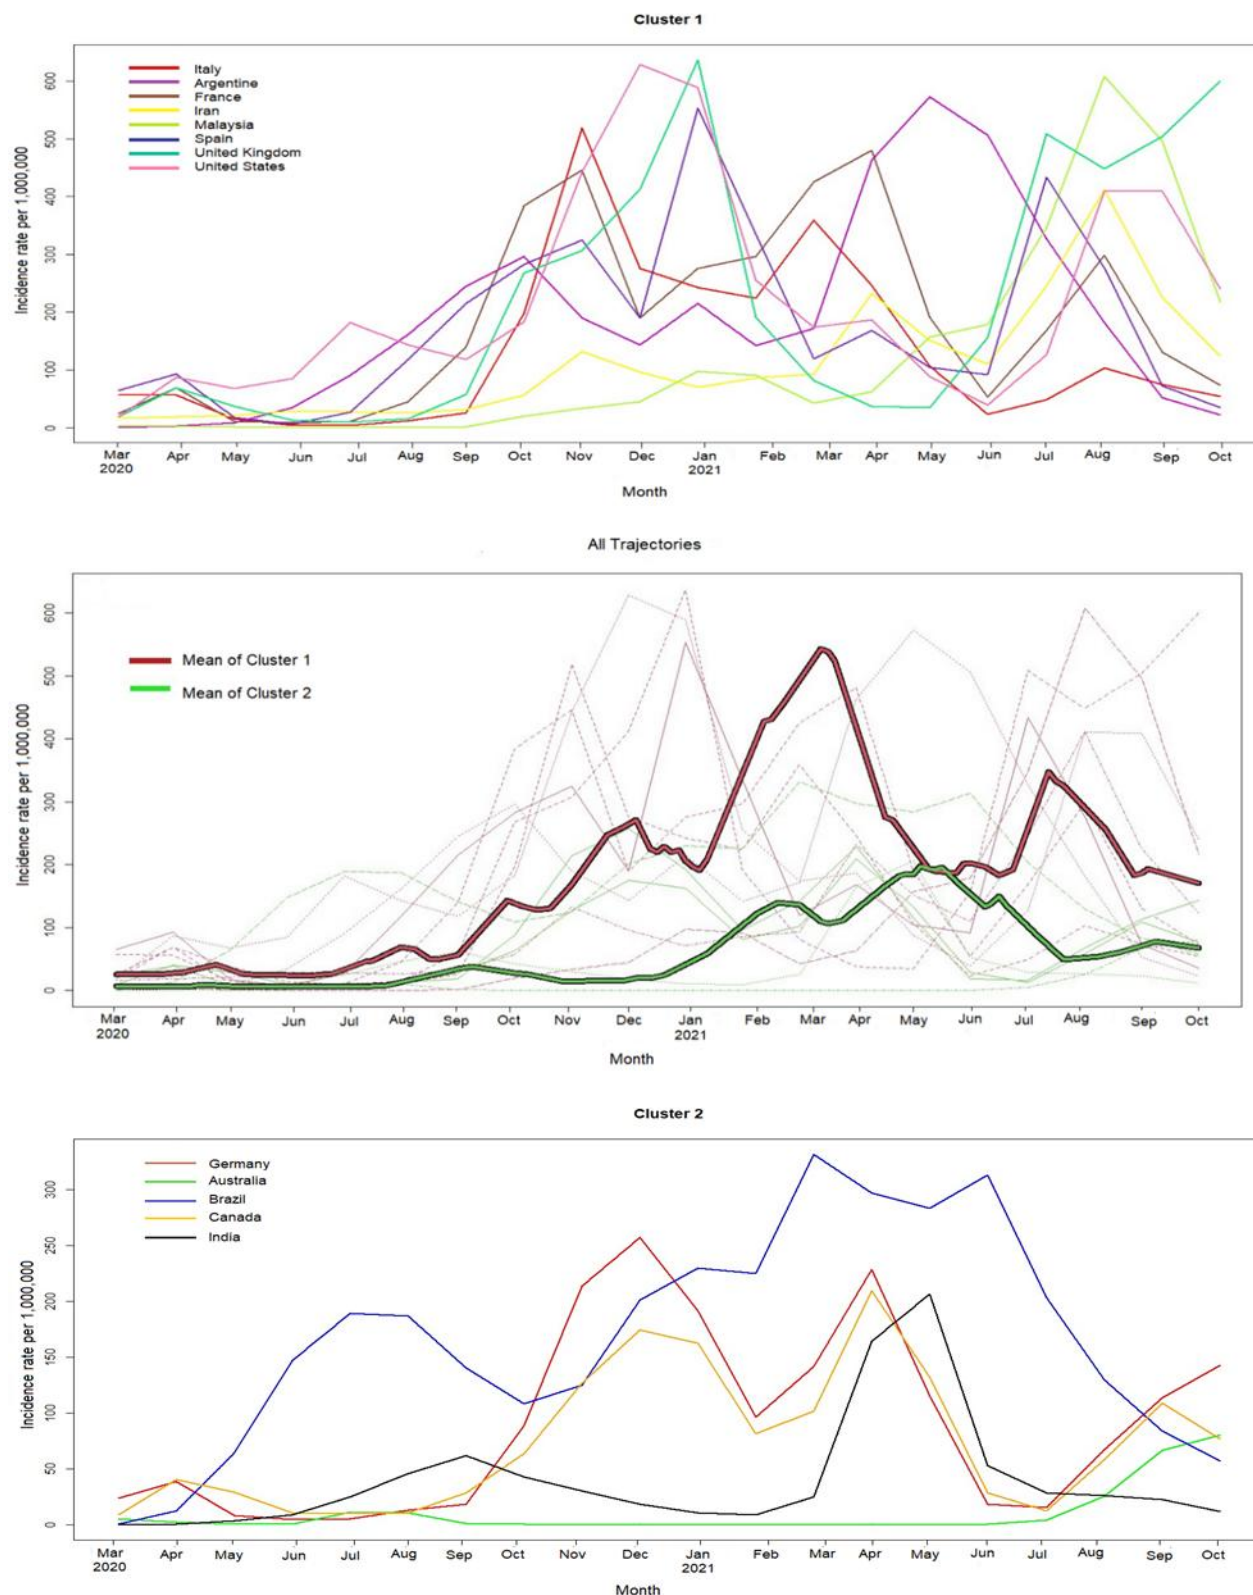 Cluster 1
Italy
Argentine
France
Iran
Malaysia
Spain
United Kingdom
United States
Incidence rate per 1,000,000
600
500
400
300
200
100
0
Mar Apr May Jun Jul Aug Sep Oct Nov Dec Jan Feb Mar Apr May Jun Jul Aug Sep Oct
2020 2021
Month
All Trajectories
Mean of Cluster 1
Mean of Cluster 2
Incidence rate per 1,000,000
600
500
400
300
200
100
0
Mar Apr May Jun Jul Aug Sep Oct Nov Dec Jan Feb Mar Apr May Jun Jul Aug Sep Oct
2020 2021
Month
Cluster 2
Germany
Australia
Brazil
Canada
India
Incidence rate per 1,000,000
300
250
200
150
100
50
0
Mar Apr May Jun Jul Aug Sep Oct Nov Dec Jan Feb Mar Apr May Jun Jul Aug Sep Oct
2020 2021
Month